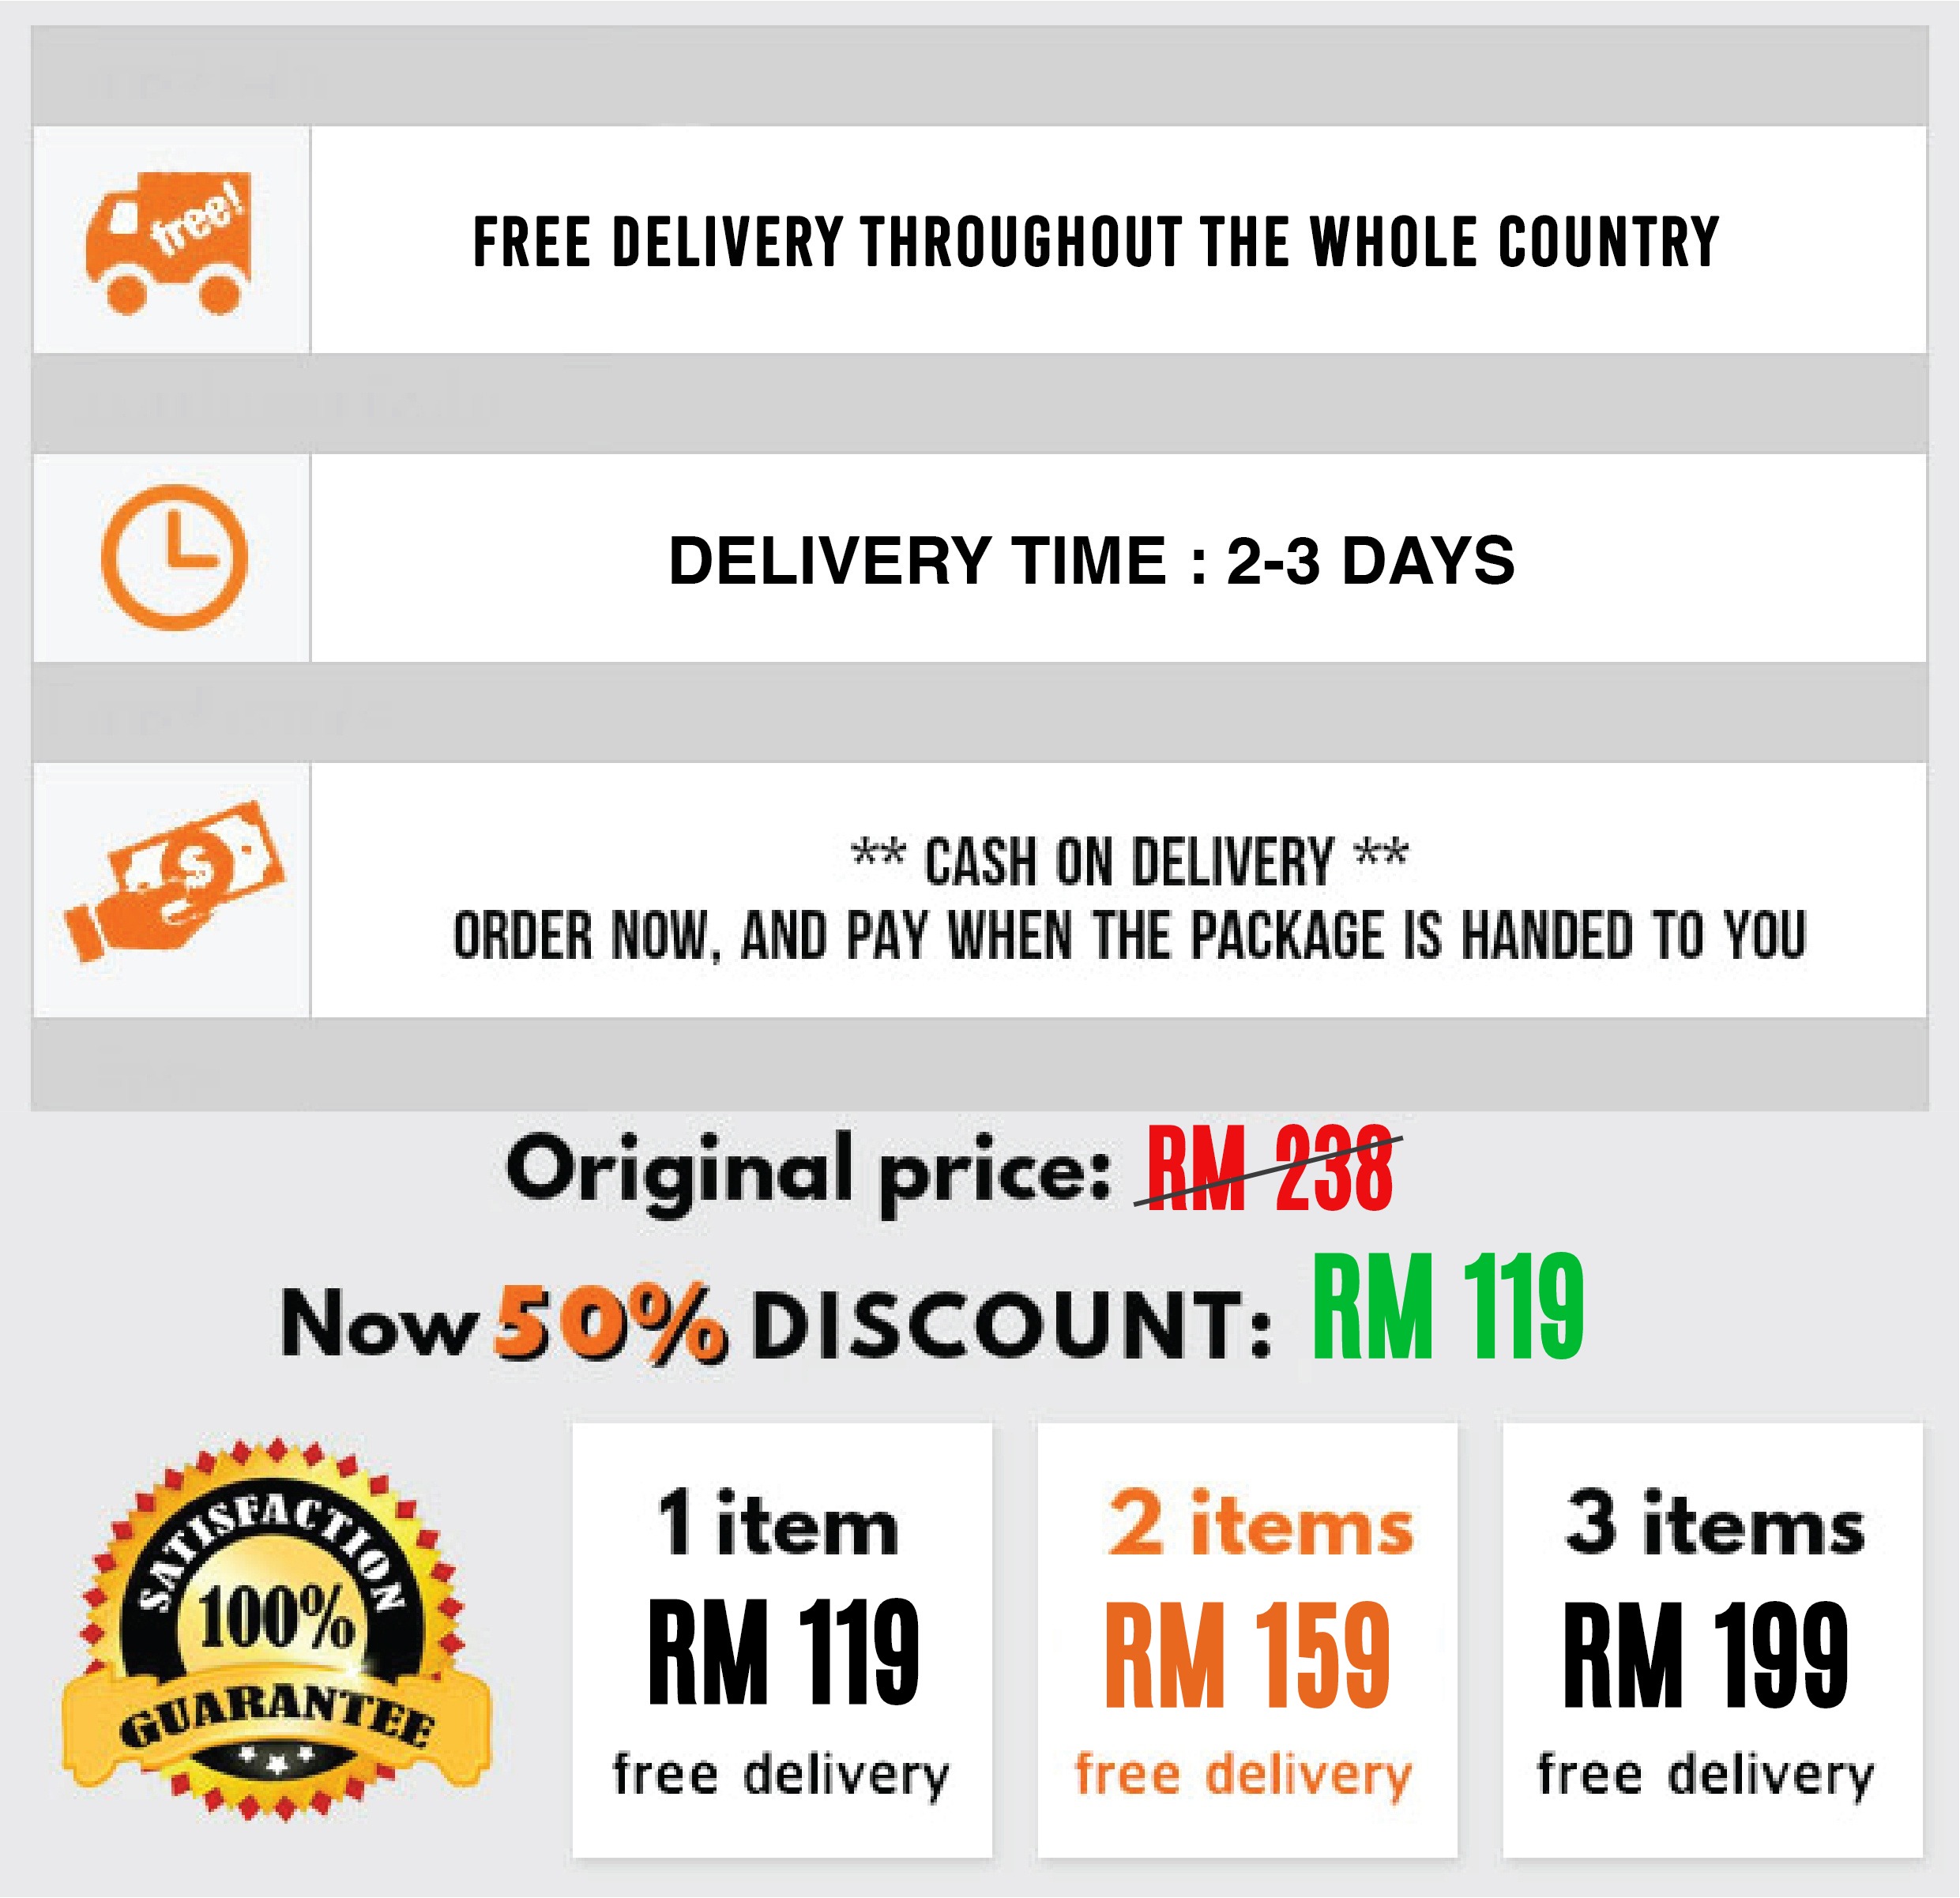 free!
FREE DELIVERY THROUGHOUT THE WHOLE COUNTRY
DELIVERY TIME : 2-3 DAYS
$
** CASH ON DELIVERY **
ORDER NOW, AND PAY WHEN THE PACKAGE IS HANDED TO YOU
Original price: RM 238
Now 50% DISCOUNT: RM 119
SATISFACTION
100%
GUARANTEE
1 item
RM 119
free delivery
2 items
RM 159
free delivery
3 items
RM 199
free delivery